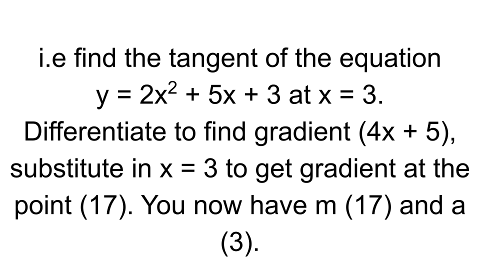 i.e find the tangent of the equation
y = 2x² + 5x + 3 at x = 3.
Differentiate to find gradient (4x + 5),
substitute in x = 3 to get gradient at the
point (17). You now have m (17) and a
(3).